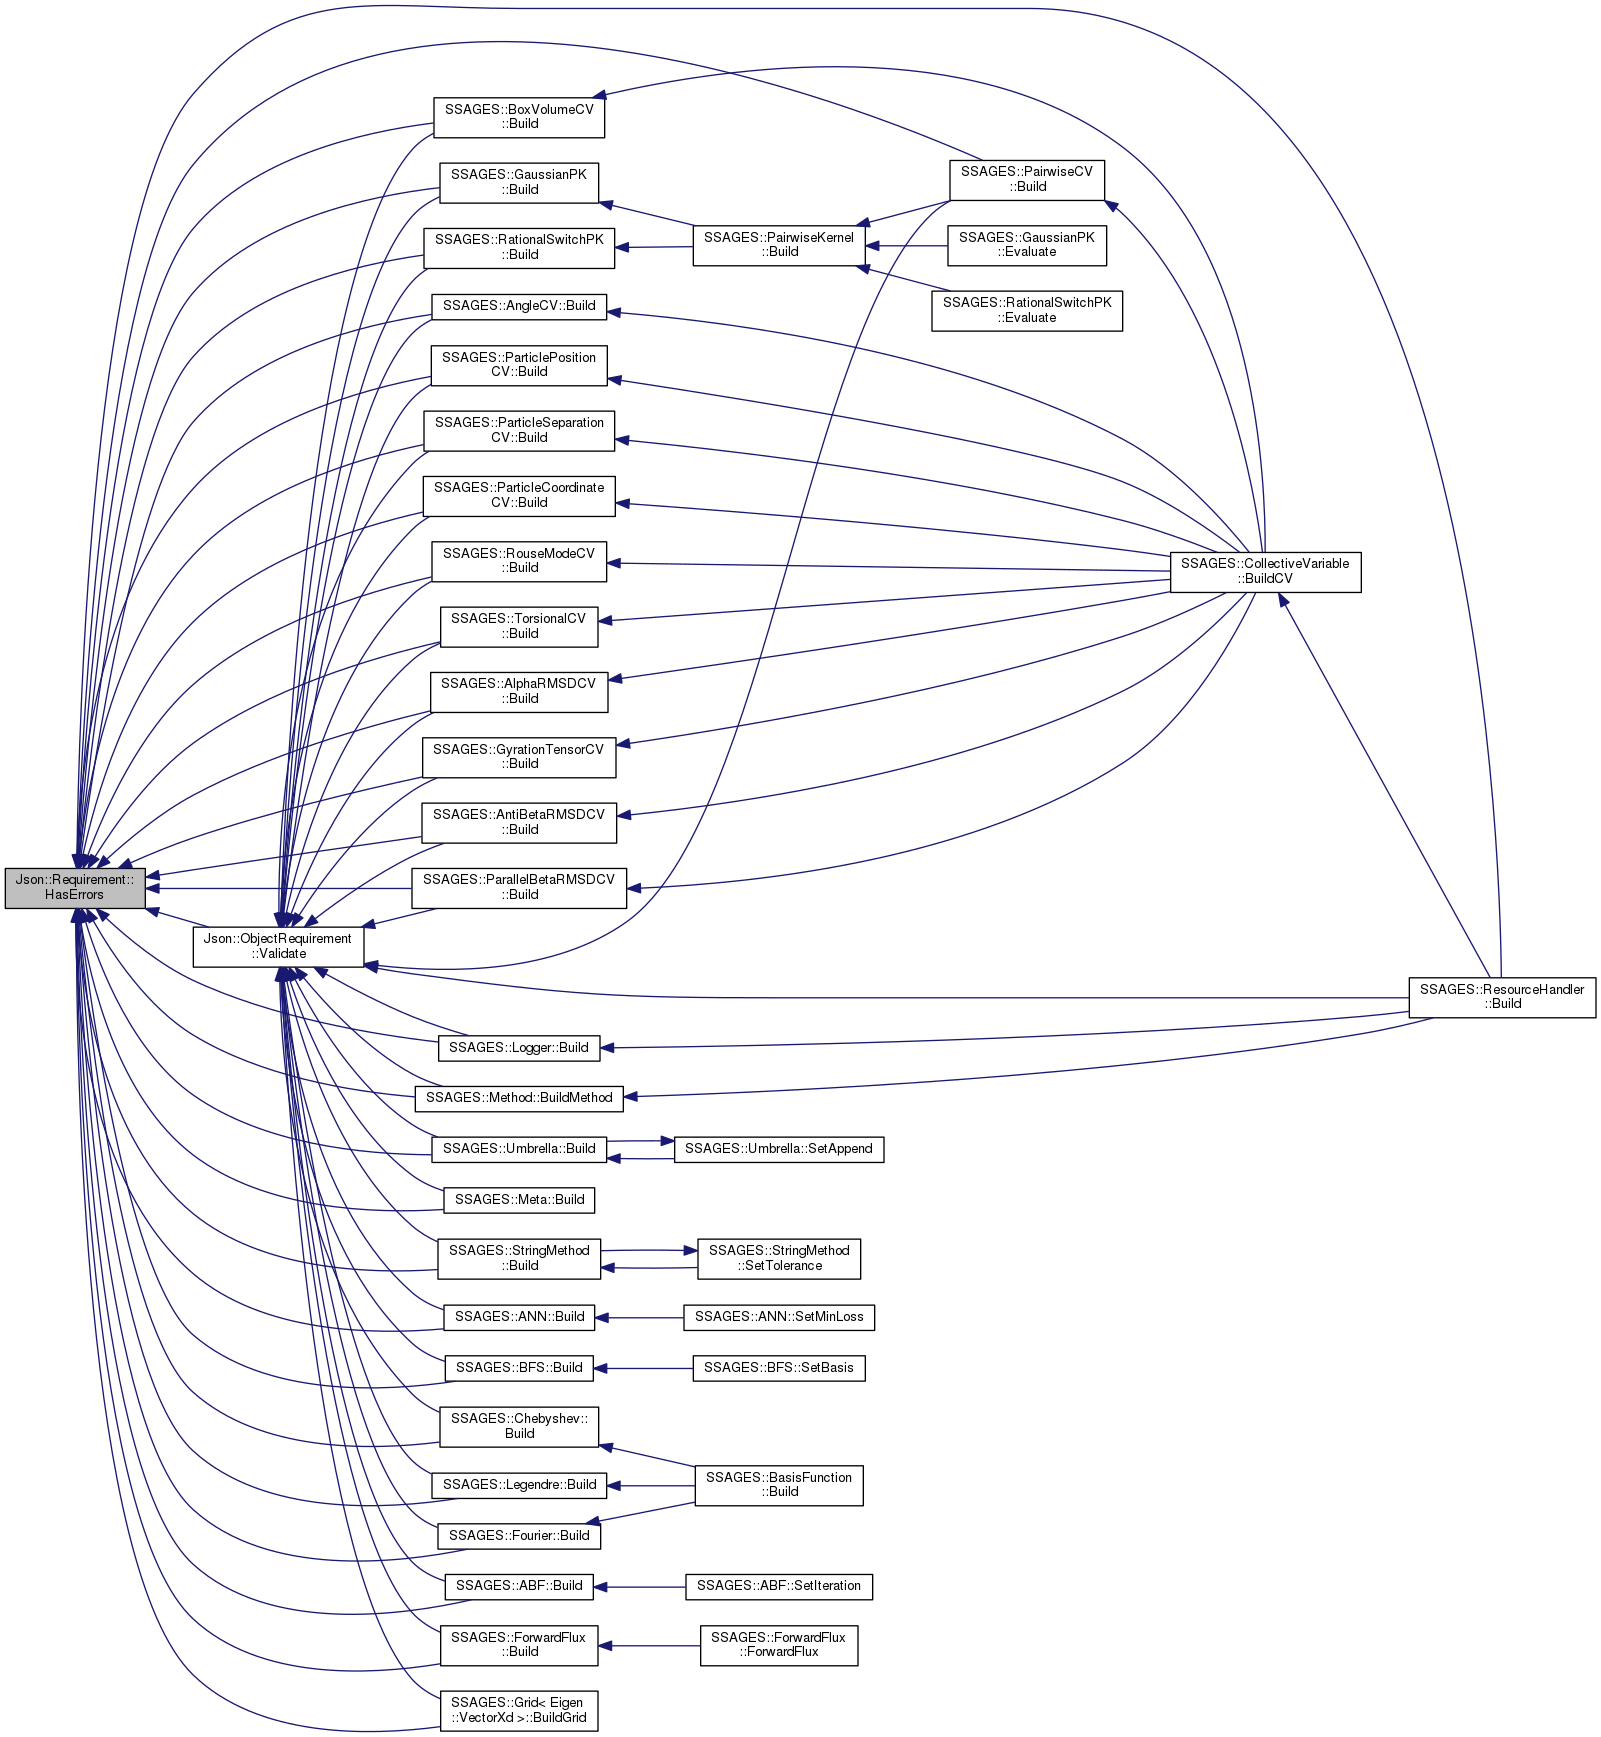 SSAGES::BoxVolumeCV
::Build
SSAGES::GaussianPK
::Build
SSAGES::RationalSwitchPK
::Build
SSAGES::AngleCV::Build
SSAGES::ParticlePosition
CV::Build
SSAGES::ParticleSeparation
CV::Build
SSAGES::ParticleCoordinate
CV::Build
SSAGES::RouseModeCV
::Build
SSAGES::TorsionalCV
::Build
SSAGES::AlphaRMSDCV
::Build
SSAGES::GyrationTensorCV
::Build
SSAGES::AntiBetaRMSDCV
::Build
SSAGES::ParallelBetaRMSDCV
::Build
Json::Requirement::
HasErrors
Json::ObjectRequirement
::Validate
SSAGES::PairwiseKernel
::Build
SSAGES::PairwiseCV
::Build
SSAGES::GaussianPK
::Evaluate
SSAGES::RationalSwitchPK
::Evaluate
SSAGES::CollectiveVariable
::BuildCV
SSAGES::ResourceHandler
::Build
SSAGES::Logger::Build
SSAGES::Method::BuildMethod
SSAGES::Umbrella::Build
SSAGES::Umbrella::SetAppend
SSAGES::Meta::Build
SSAGES::StringMethod
::Build
SSAGES::StringMethod
::SetTolerance
SSAGES::ANN::Build
SSAGES::ANN::SetMinLoss
SSAGES::BFS::Build
SSAGES::BFS::SetBasis
SSAGES::Chebyshev::
Build
SSAGES::Legendre::Build
SSAGES::BasisFunction
::Build
SSAGES::Fourier::Build
SSAGES::ABF::Build
SSAGES::ABF::SetIteration
SSAGES::ForwardFlux
::Build
SSAGES::ForwardFlux
::ForwardFlux
SSAGES::Grid< Eigen
::VectorXd >::BuildGrid